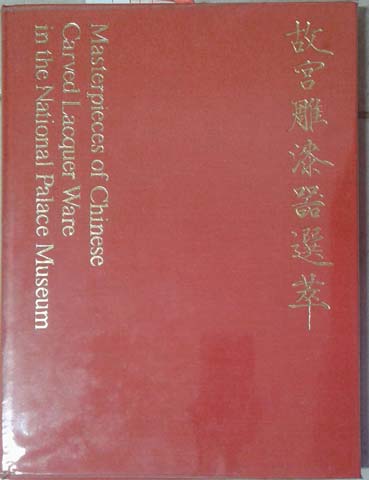 故宮雕漆器選萃
Masterpieces of Chinese
Carved Lacquer Ware
in the National Palace Museum